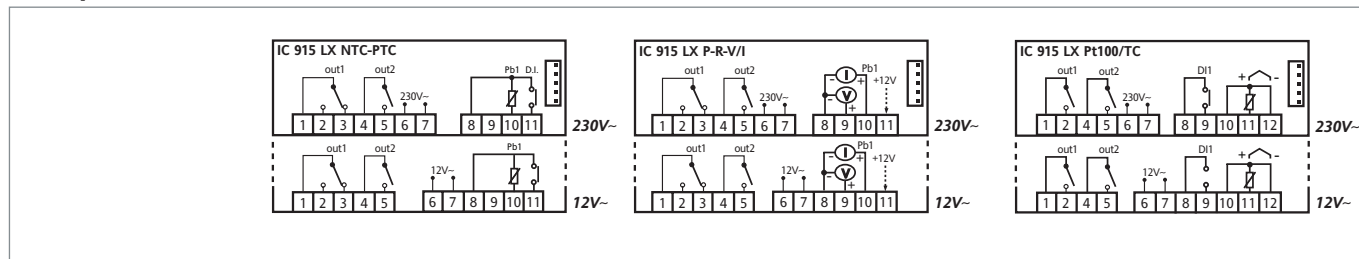 IC 915 LX NTC-PTC
out1 out2 Pb1 D.I.
230V~
1 2 3 4 5 6 7 8 9 10 11 230V~
out1 out2 Pb1
12V~
1 2 3 4 5 6 7 8 9 10 11 12V~
IC 915 LX P-R-V/I
out1 out2 I Pb1
- + +12V
230V~ - V
+
1 2 3 4 5 6 7 8 9 10 11 230V~
out1 out2 - I + Pb1
+12V
12V~ - V
+
1 2 3 4 5 6 7 8 9 10 11 12V~
IC 915 LX Pt100/TC
out1 out2 DI1 + -
230V~
1 2 4 5 6 7 8 9 10 11 12 230V~
out1 out2 DI1 + -
12V~
1 2 4 5 6 7 8 9 10 11 12 12V~